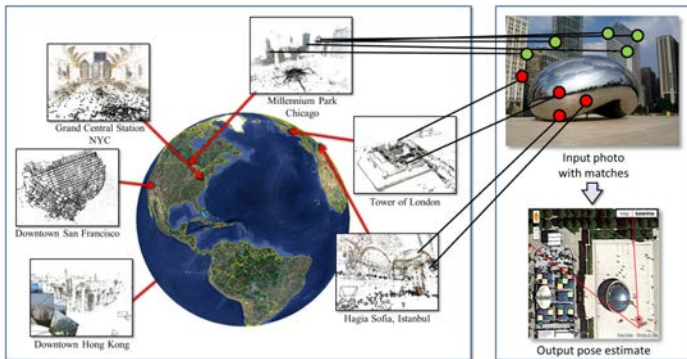 Millennium Park
Chicago
Grand Central Station
NYC
Tower of London
Downtown San Francisco
Hagia Sofia, Istanbul
Downtown Hong Kong
Input photo
with matches
Satellite
Output pose estimate